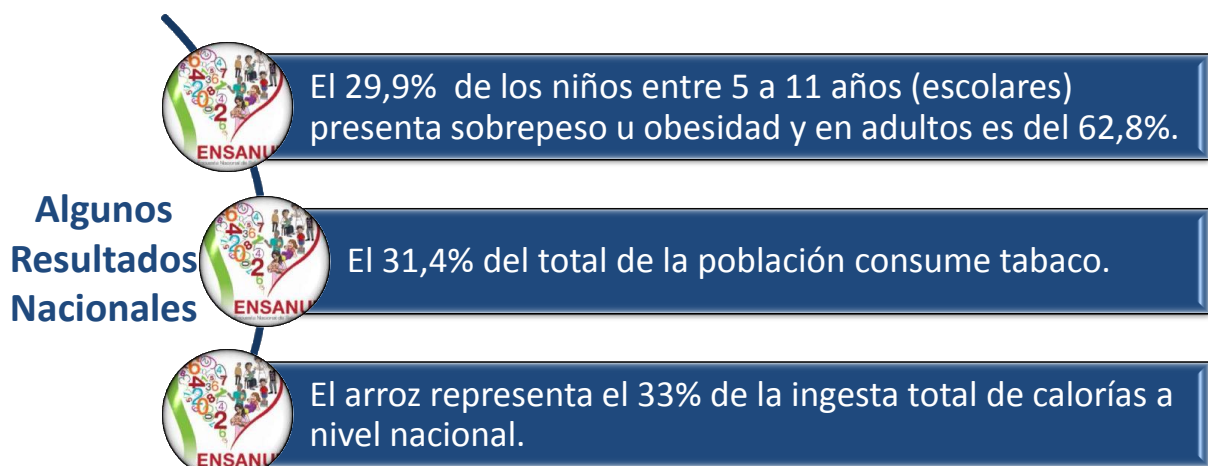 El 29,9% de los niños entre 5 a 11 años (escolares)
presenta sobrepeso u obesidad y en adultos es del 62,8%.
ENSANU
Algunos
Resultados
Nacionales
El 31,4% del total de la población consume tabaco.
ENSANU
El arroz representa el 33% de la ingesta total de calorías a
nivel nacional.
ENSANU